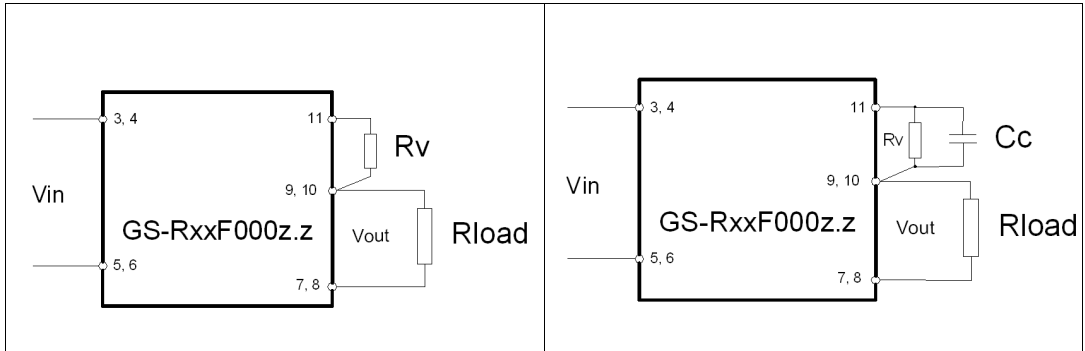 3, 4
11
Rv
Vin
9, 10
GS-RxxF000z.z
Vout
Rload
5, 6
7, 8
3, 4
11
Rv
Cc
Vin
9, 10
GS-RxxF000z.z
Vout
Rload
5, 6
7, 8